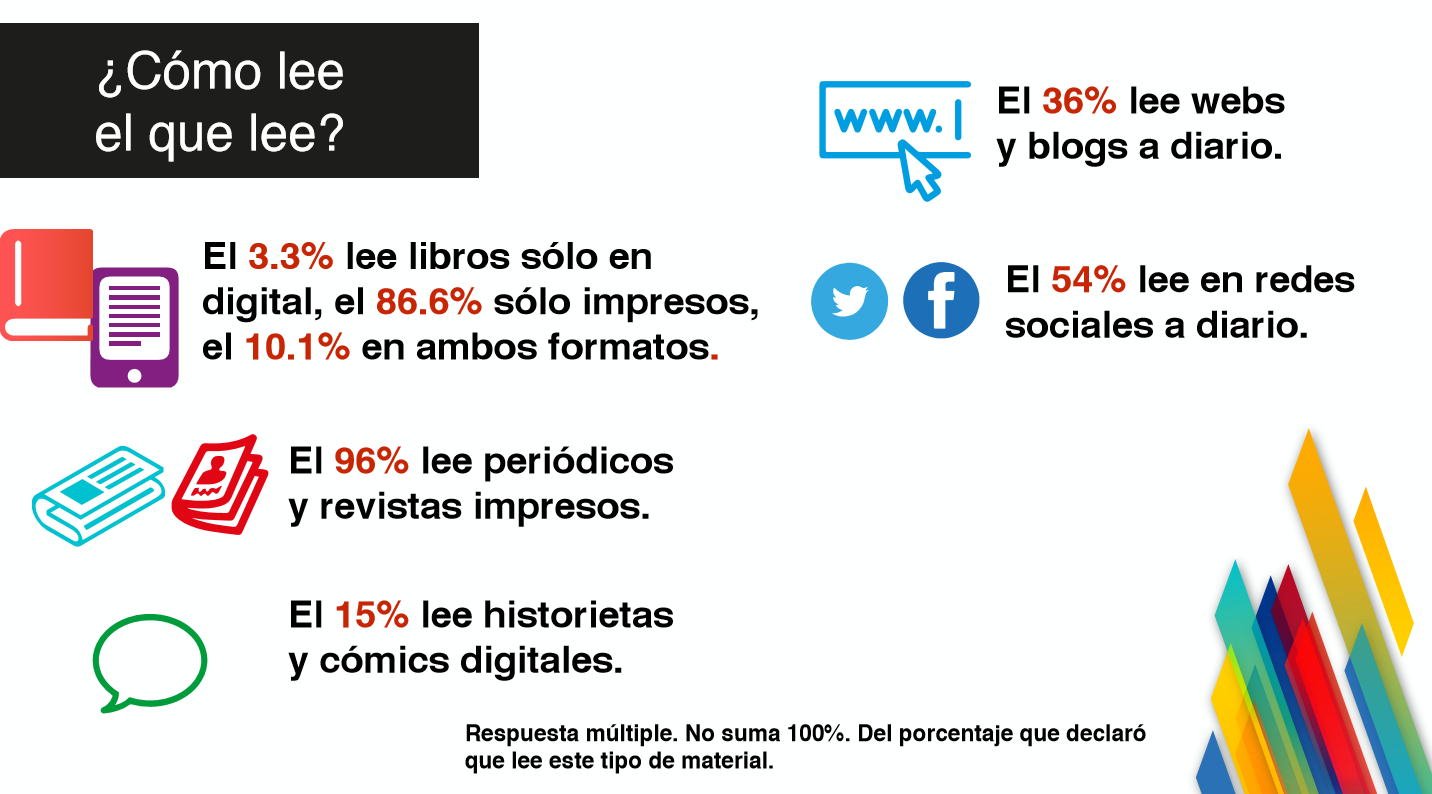 ¿Cómo lee
el que lee?
El 3.3% lee libros sólo en
digital, el 86.6% sólo impresos,
el 10.1% en ambos formatos.
El 96% lee periódicos
y revistas impresos.
El 15% lee historietas
y cómics digitales.
www.
El 36% lee webs
y blogs a diario.
El 54% lee en redes
sociales a diario.
Respuesta múltiple. No suma 100%. Del porcentaje que declaró
que lee este tipo de material.